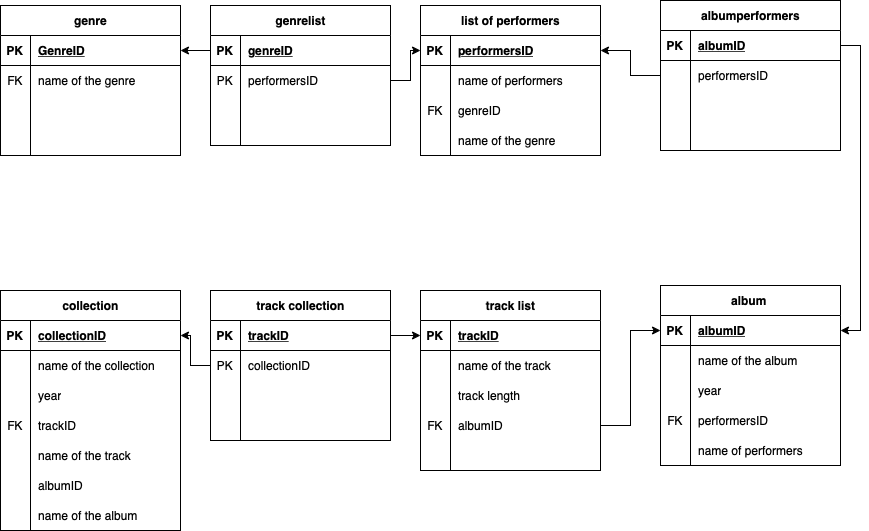 genre
PK GenreID
FK name of the genre
genrelist
PK genreID
PK performersID
list of performers
PK performersID
name of performers
FK genreID
name of the genre
albumperformers
PK albumID
performersID
collection
PK collectionID
name of the collection
year
FK trackID
name of the track
albumID
name of the album
track collection
PK trackID
PK collectionID
track list
PK trackID
name of the track
track length
FK albumID
album
PK albumID
name of the album
year
FK performersID
name of performers